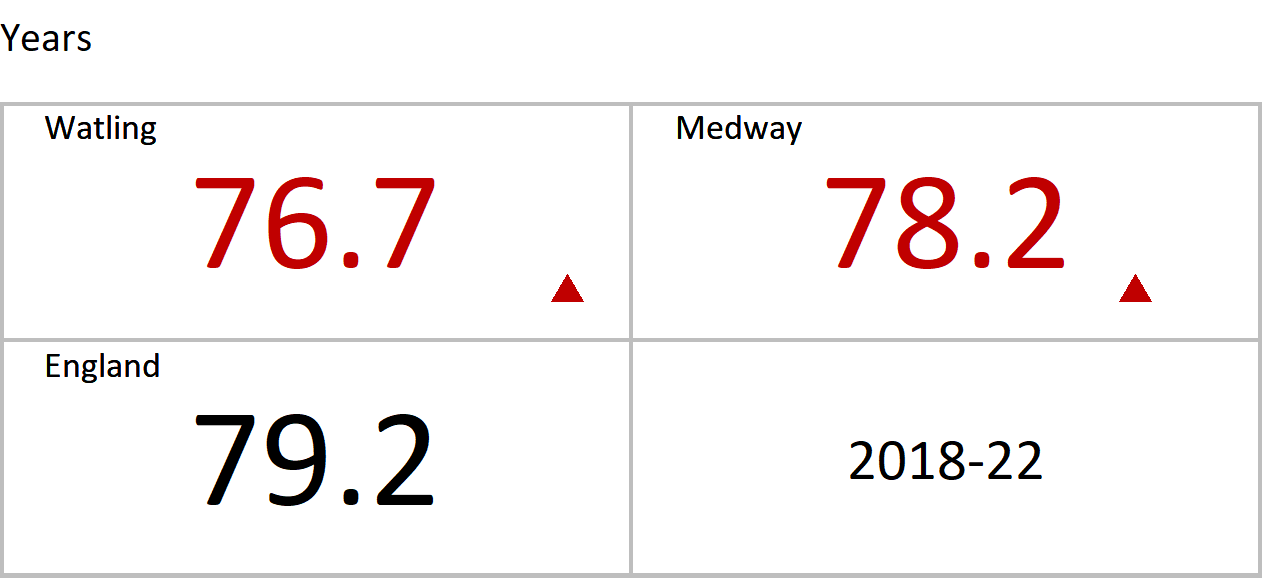 Years
Watling
Medway
76.7
78.2
England
79.2
2018-22